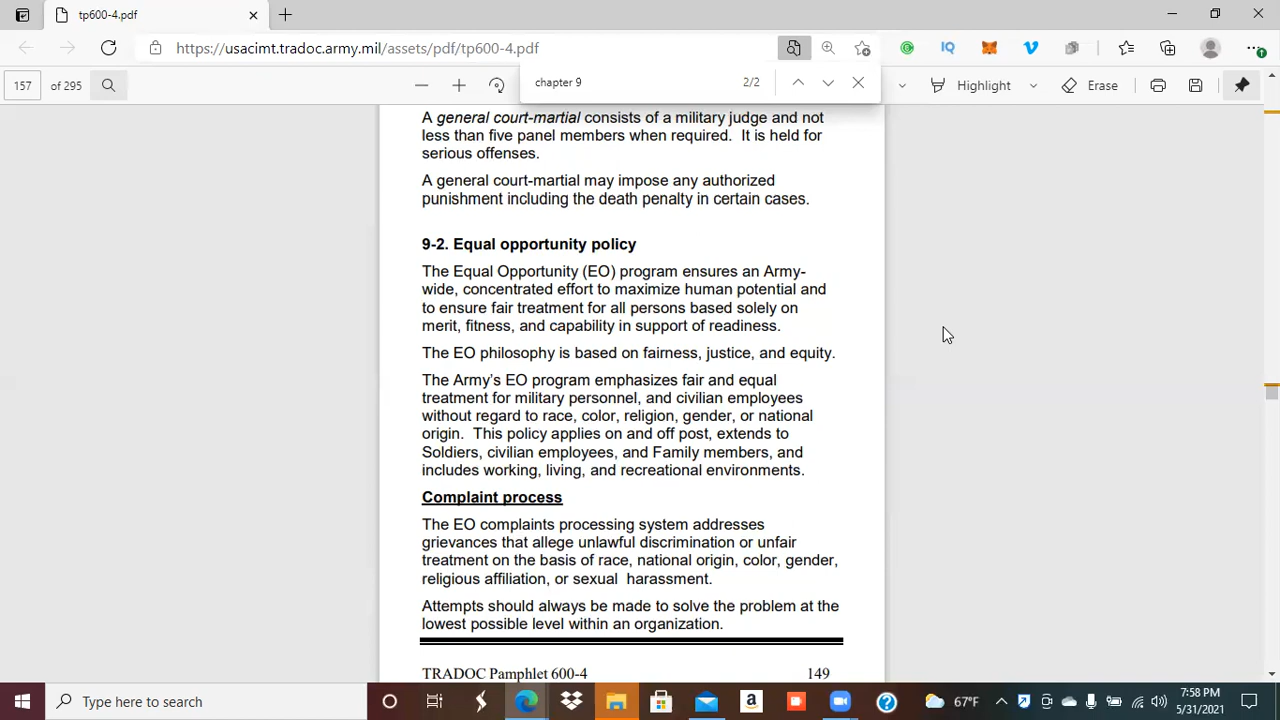 tp600-4.pdf
https://usacimt.tradoc.army.mil/assets/pdf/tp600-4.pdf
157 of 295
chapter 9 2/2
Highlight
Erase
A general court-martial consists of a military judge and not
less than five panel members when required. It is held for
serious offenses.
A general court-martial may impose any authorized
punishment including the death penalty in certain cases.
9-2. Equal opportunity policy
The Equal Opportunity (EO) program ensures an Army-
wide, concentrated effort to maximize human potential and
to ensure fair treatment for all persons based solely on
merit, fitness, and capability in support of readiness.
The EO philosophy is based on fairness, justice, and equity.
The Army's EO program emphasizes fair and equal
treatment for military personnel, and civilian employees
without regard to race, color, religion, gender, or national
origin. This policy applies on and off post, extends to
Soldiers, civilian employees, and Family members, and
includes working, living, and recreational environments.
Complaint process
The EO complaints processing system addresses
grievances that allege unlawful discrimination or unfair
treatment on the basis of race, national origin, color, gender,
religious affiliation, or sexual harassment.
Attempts should always be made to solve the problem at the
lowest possible level within an organization.
TRADOC Pamphlet 600-4 149
Type here to search
67°F
7:58 PM
5/31/2021